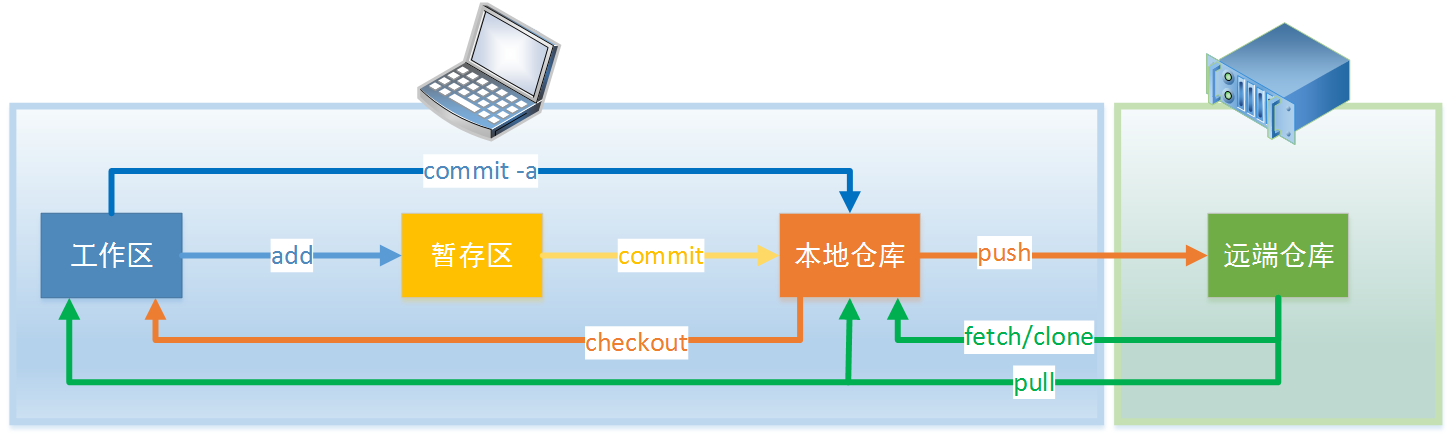 commit -a
工作区
add
暂存区
commit
本地仓库
push
远端仓库
checkout
fetch/clone
pull